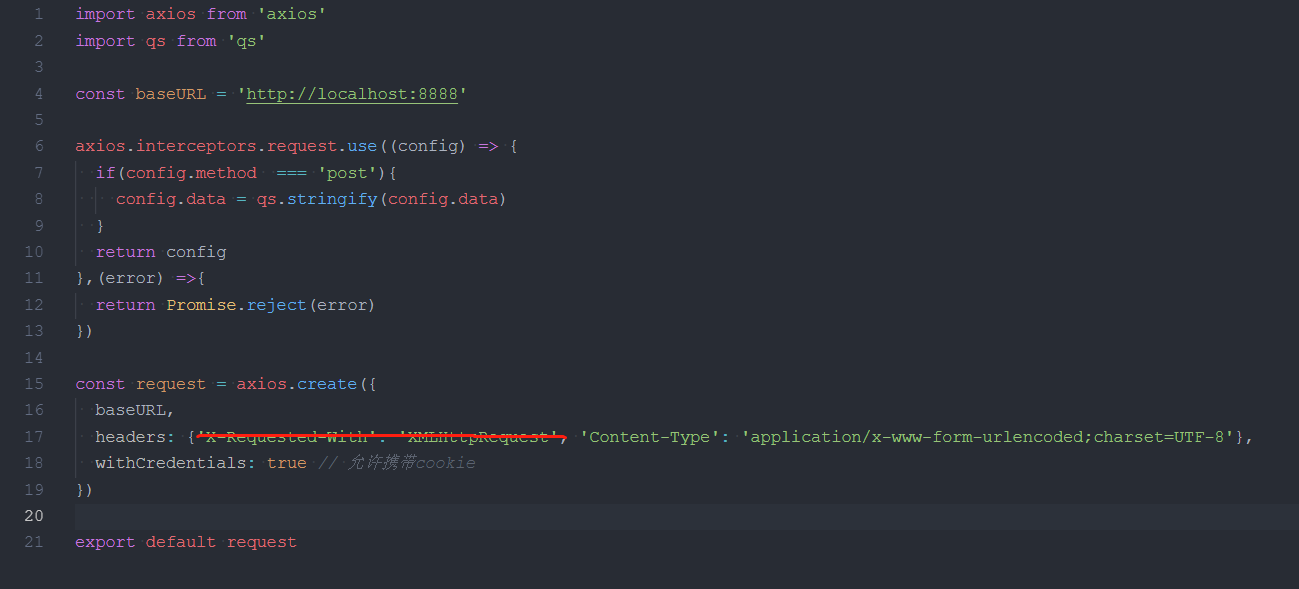 1 import axios from 'axios'
2 import qs from 'qs'
3
4 const baseURL = 'http://localhost:8888'
5
6 axios.interceptors.request.use((config) => {
7 if(config.method === 'post'){
8 config.data = qs.stringify(config.data)
9 }
10 return config
11 },(error) =>{
12 return Promise.reject(error)
13 })
14
15 const request = axios.create({
16 baseURL,
17 headers: {'X-Requested-With': 'XMLHttpRequest', 'Content-Type': 'application/x-www-form-urlencoded;charset=UTF-8'},
18 withCredentials: true // 允许携带cookie
19 })
20
21 export default request